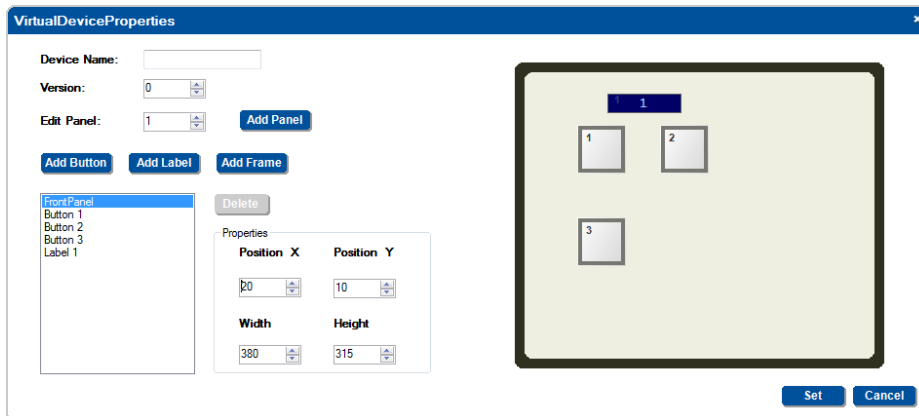 VirtualDeviceProperties
Device Name:
Version:
0
Edit Panel:
1
Add Panel
Add Button
Add Label
Add Frame
FrontPanel
Button 1
Button 2
Button 3
Label 1
Delete
Properties
Position X
Position Y
20
10
Width
Height
380
315
1 1
1
2
3
Set
Cancel